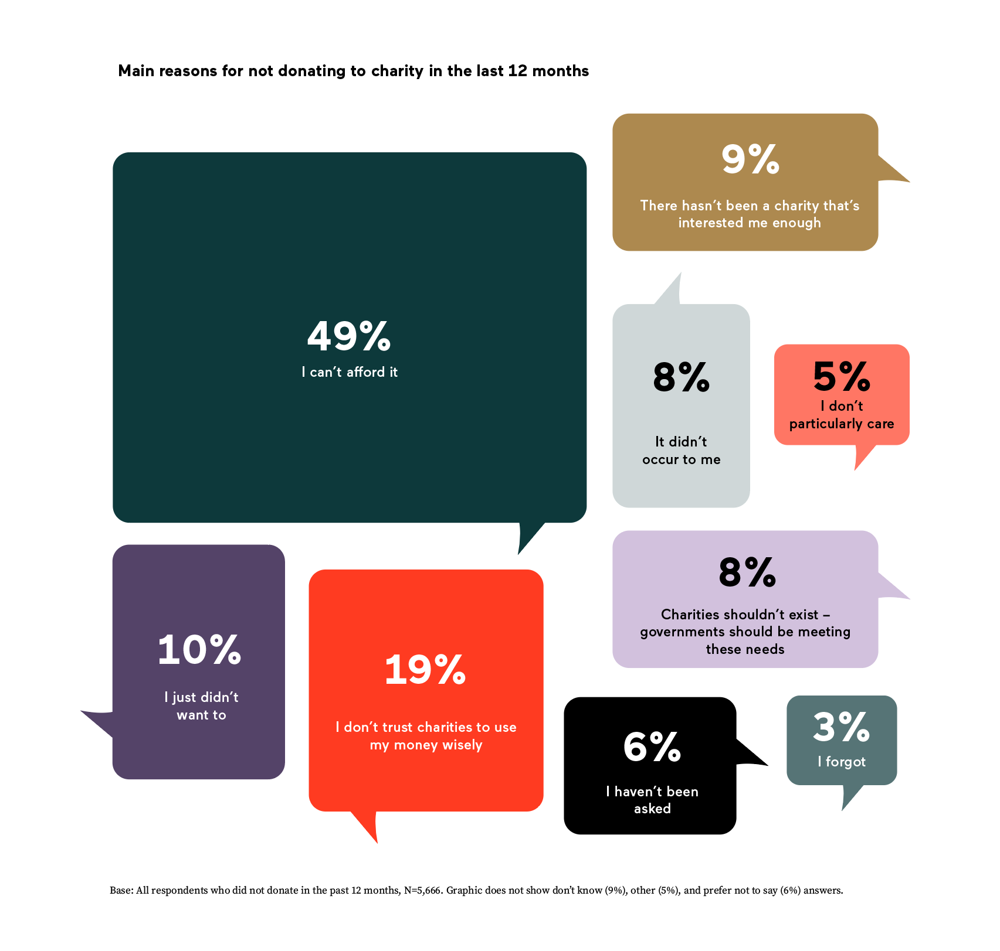 Main reasons for not donating to charity in the last 12 months
49%
I can’t afford it
9%
There hasn’t been a charity that’s
interested me enough
8%
It didn’t
occur to me
5%
I don’t
particularly care
10%
I just didn’t
want to
19%
I don’t trust charities to use
my money wisely
8%
Charities shouldn’t exist –
governments should be meeting
these needs
6%
I haven’t been
asked
3%
I forgot
Base: All respondents who did not donate in the past 12 months, N=5,666. Graphic does not show don’t know (9%), other (5%), and prefer not to say (6%) answers.